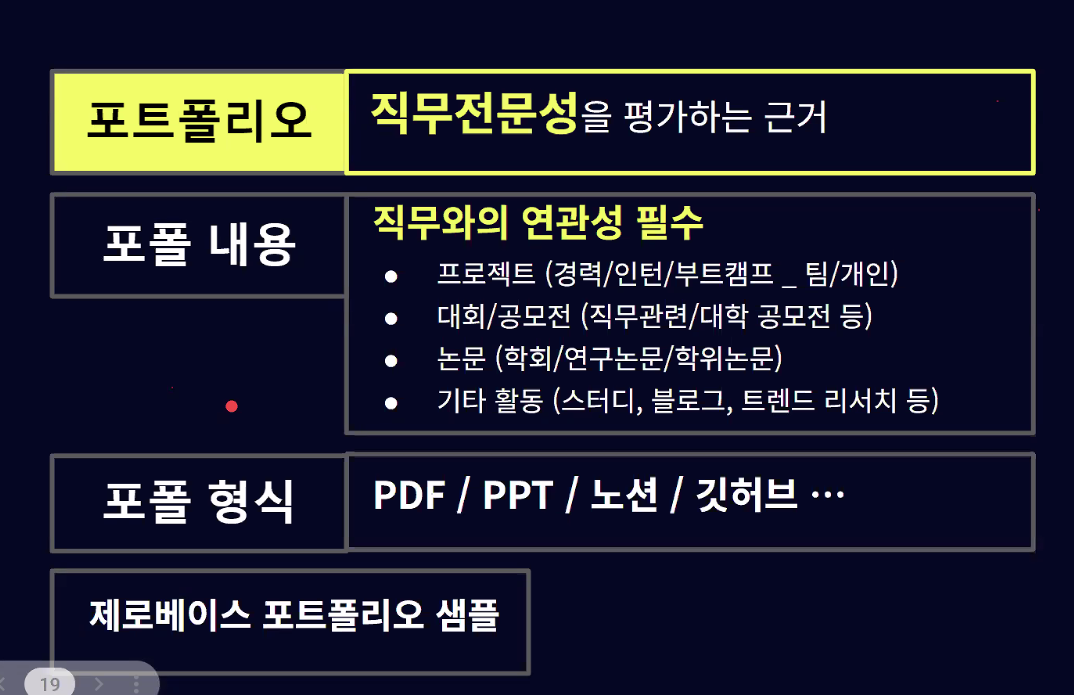 포트폴리오
직무전문성을 평가하는 근거
포폴 내용
직무와의 연관성 필수
● 프로젝트 (경력/인턴/부트캠프 _ 팀/개인)
● 대회/공모전 (직무관련/대학 공모전 등)
● 논문 (학회/연구논문/학위논문)
● 기타 활동 (스터디, 블로그, 트렌드 리서치 등)
포폴 형식
PDF / PPT / 노션 / 깃허브 …
제로베이스 포트폴리오 샘플
19